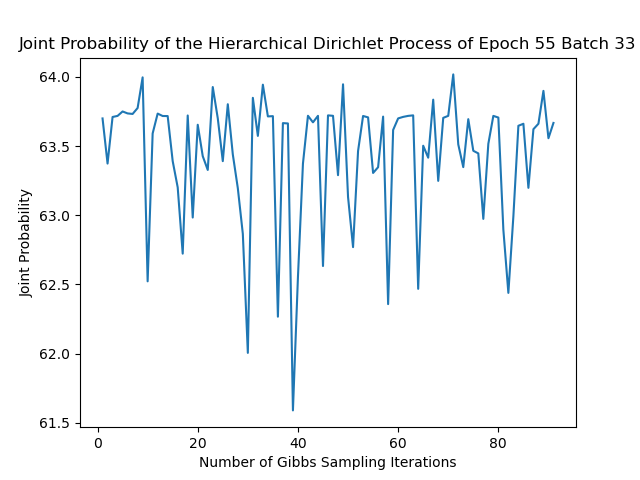 Joint Probability of the Hierarchical Dirichlet Process of Epoch 55 Batch 33
64.0
63.5
63.0
62.5
62.0
61.5
Joint Probability
0 20 40 60 80
Number of Gibbs Sampling Iterations